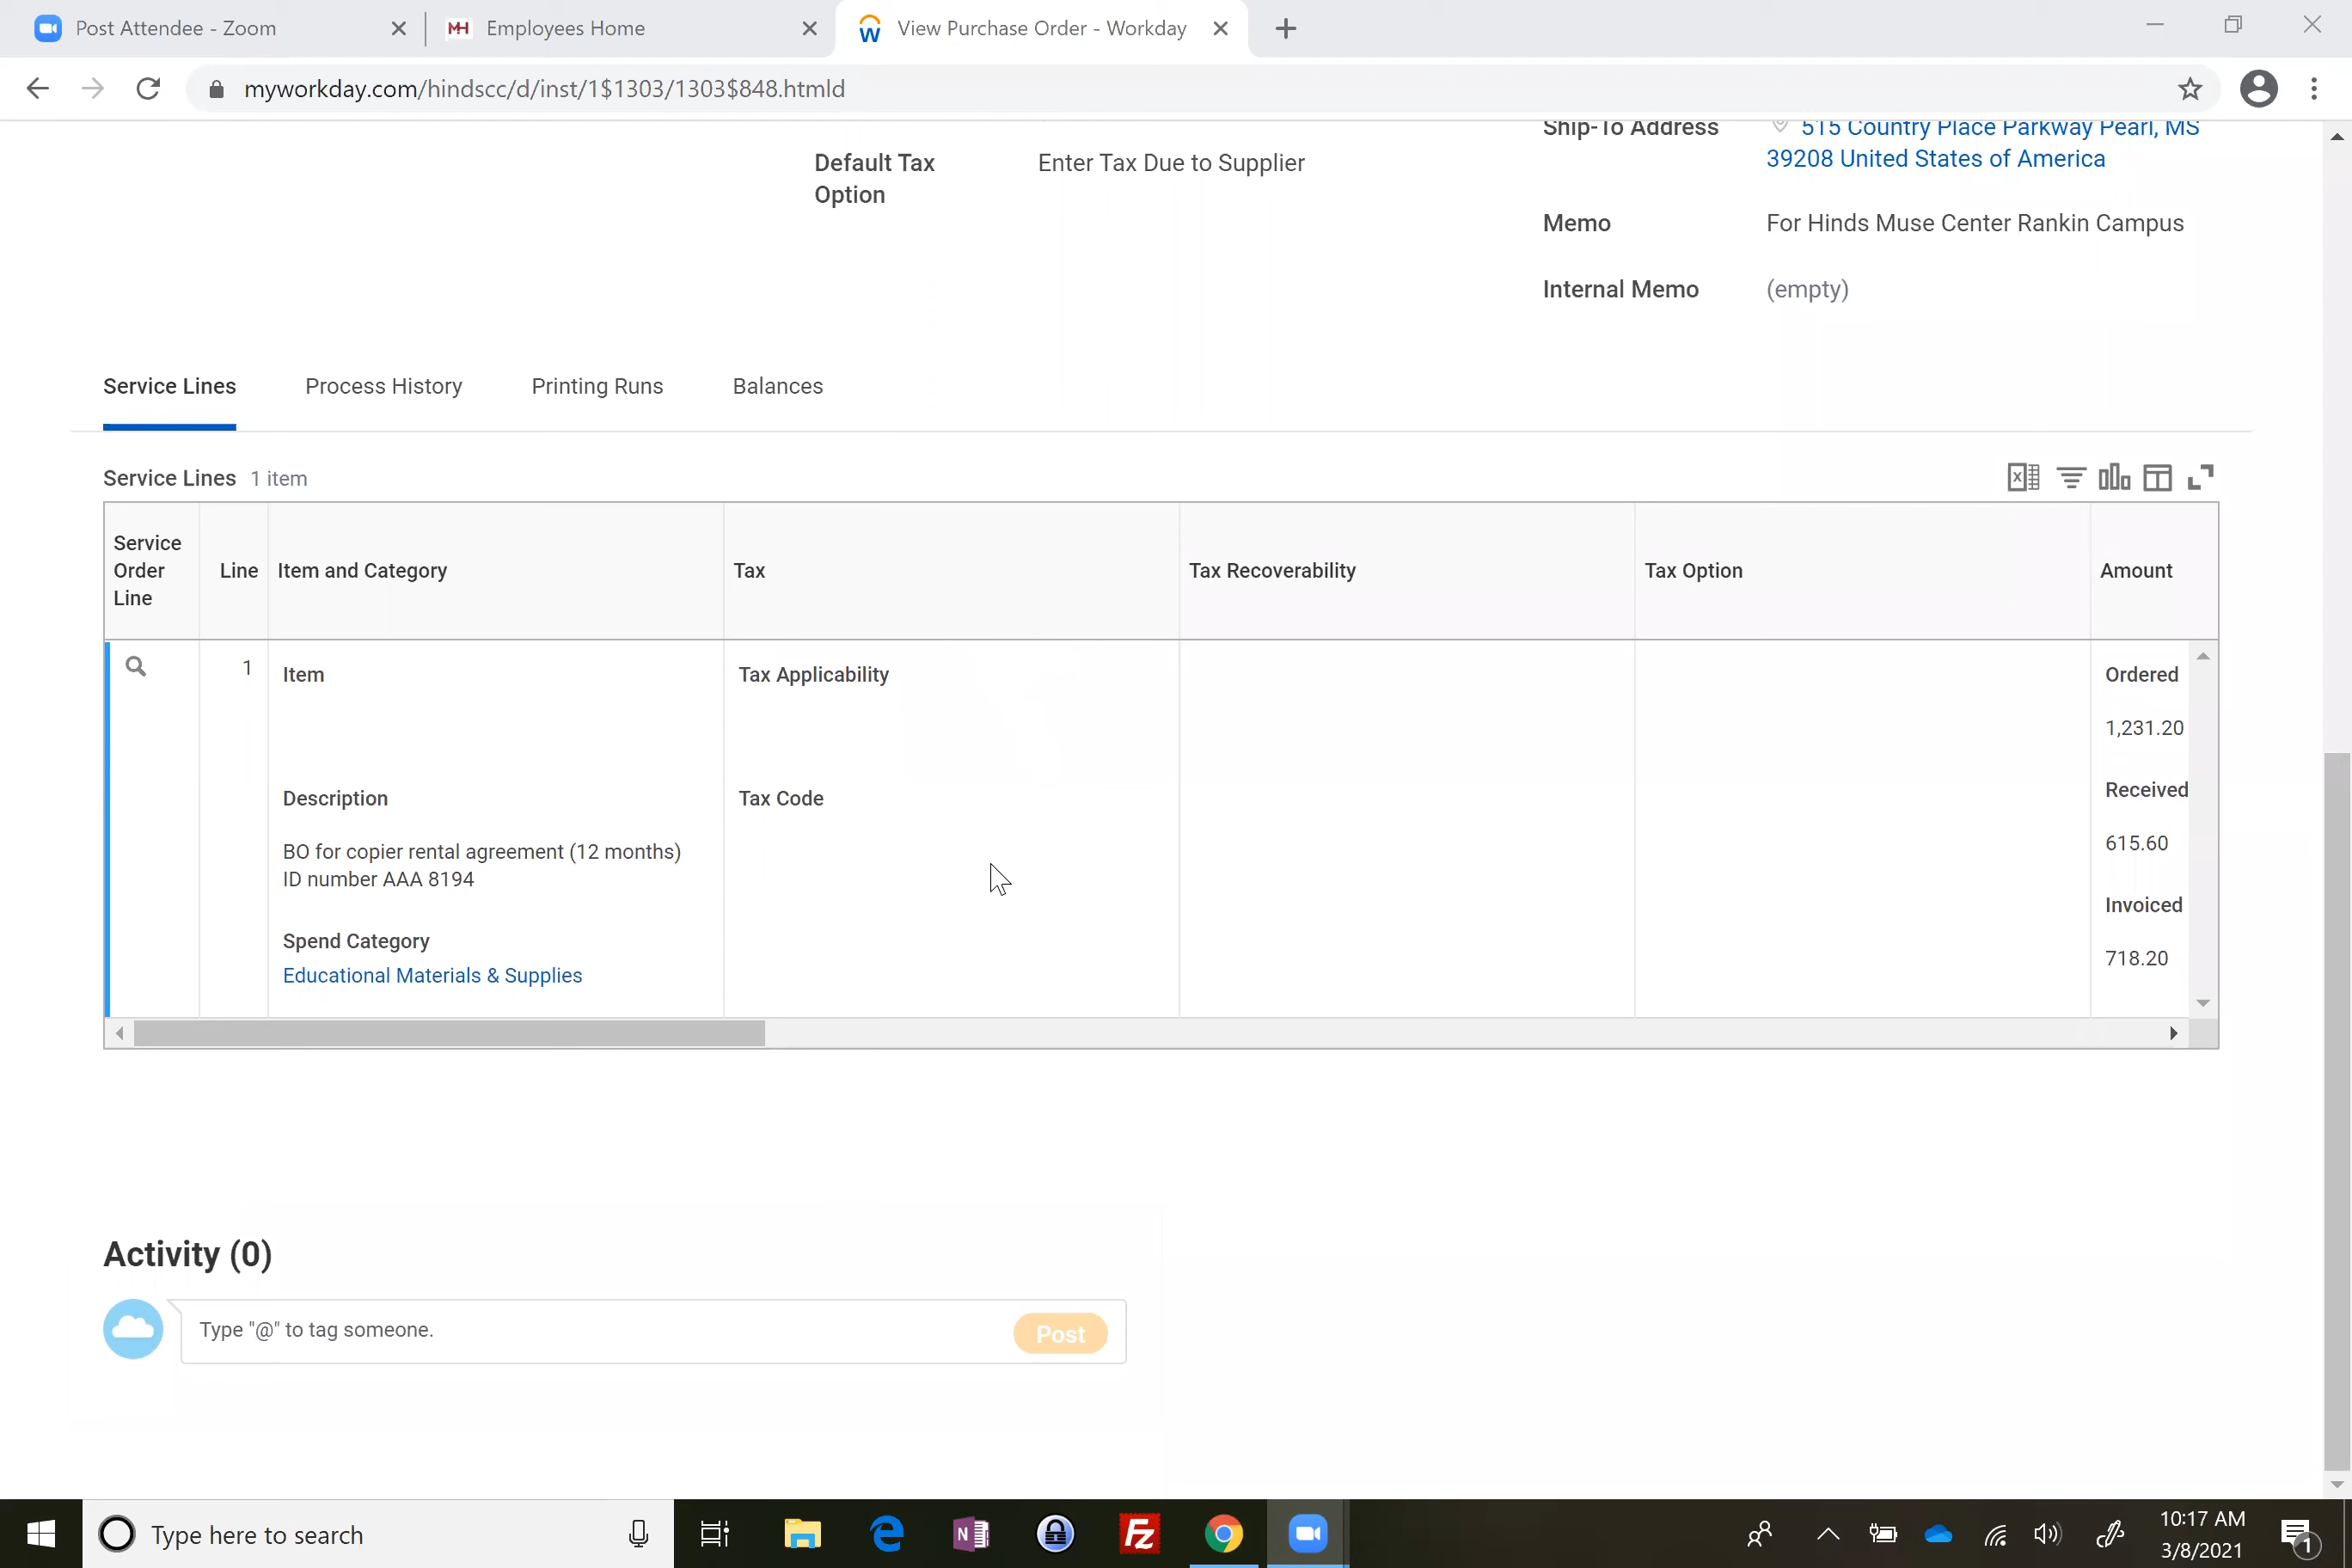 Post Attendee - Zoom
MH Employees Home
View Purchase Order - Workday
myworkday.com/hindscc/d/inst/1$1303/1303$848.htmld
Ship-To Address
515 Country Place Parkway Pearl, MS
39208 United States of America
Default Tax
Option
Enter Tax Due to Supplier
Memo
For Hinds Muse Center Rankin Campus
Internal Memo
(empty)
Service Lines
Process History
Printing Runs
Balances
Service Lines 1 item
Service
Order
Line
Line
Item and Category
Tax
Tax Recoverability
Tax Option
Amount
1
Item
Tax Applicability
Ordered
1,231.20
Received
Description
Tax Code
615.60
BO for copier rental agreement (12 months)
ID number AAA 8194
Invoiced
Spend Category
718.20
Educational Materials & Supplies
Activity (0)
Type "@" to tag someone.
Post
Type here to search
10:17 AM
3/8/2021
1